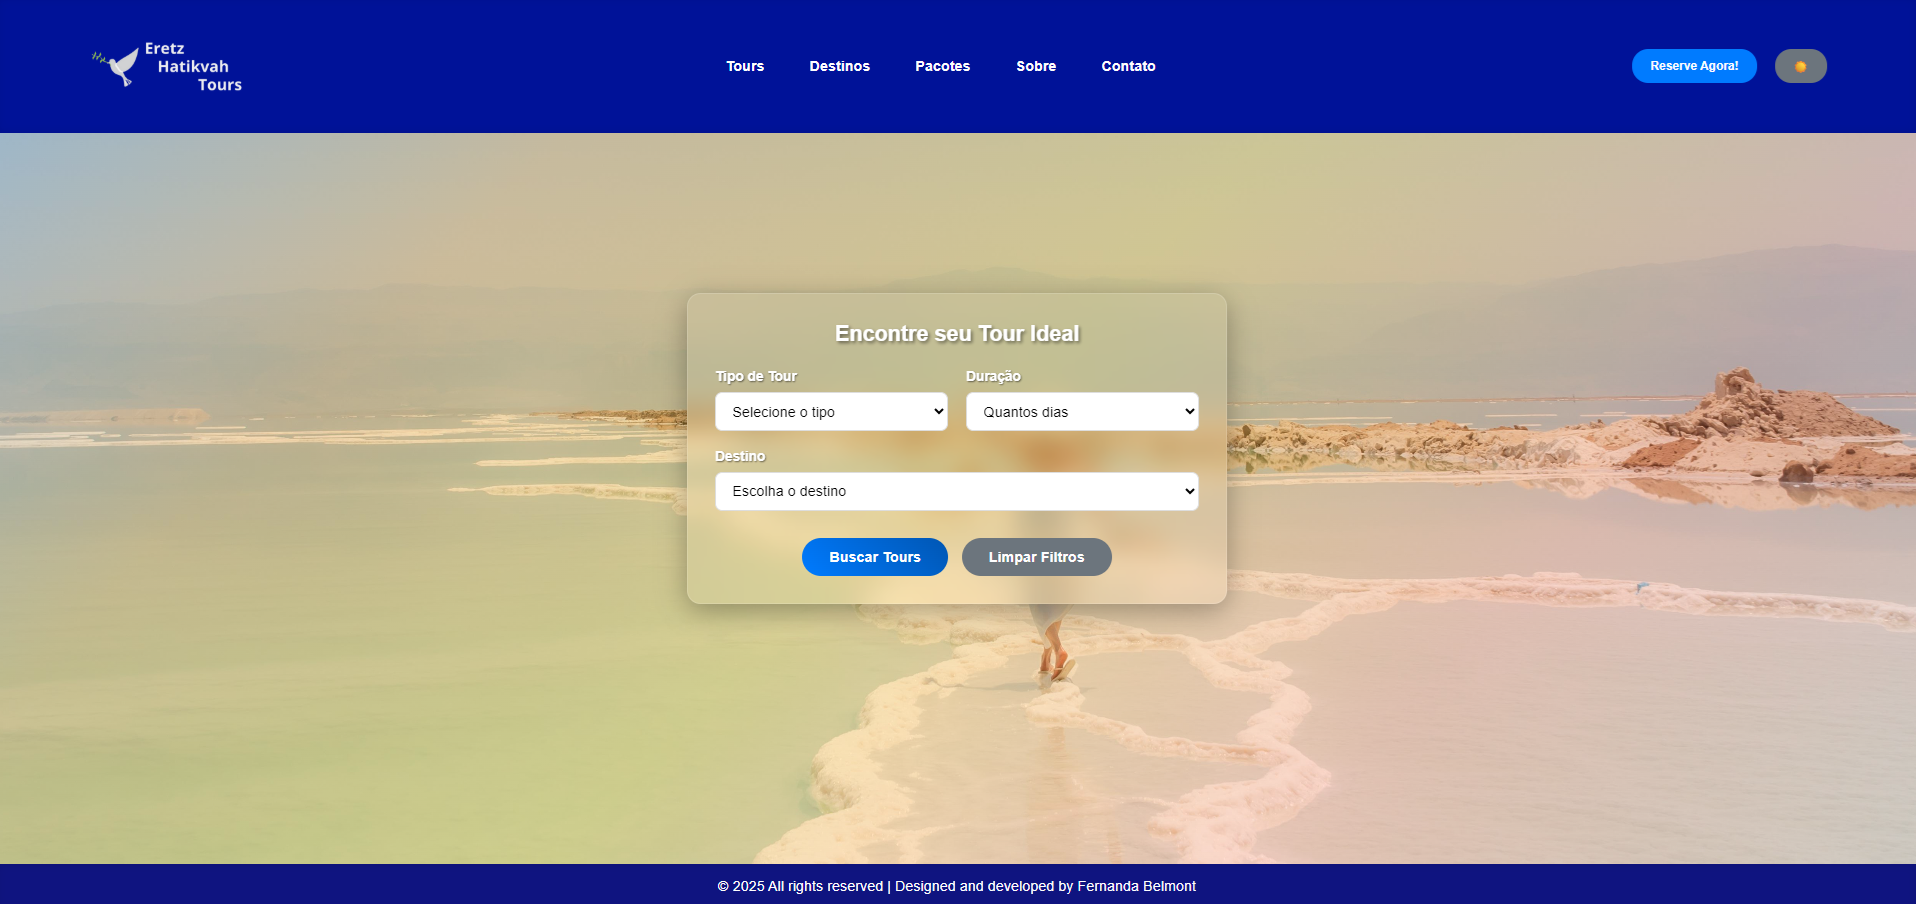 Eretz
Hatikvah
Tours
Tours Destinos Pacotes Sobre Contato
Reserve Agora!
Encontre seu Tour Ideal
Tipo de Tour Duração
Selecione o tipo Quantos dias
Destino
Escolha o destino
Buscar Tours Limpar Filtros
© 2025 All rights reserved | Designed and developed by Fernanda Belmont